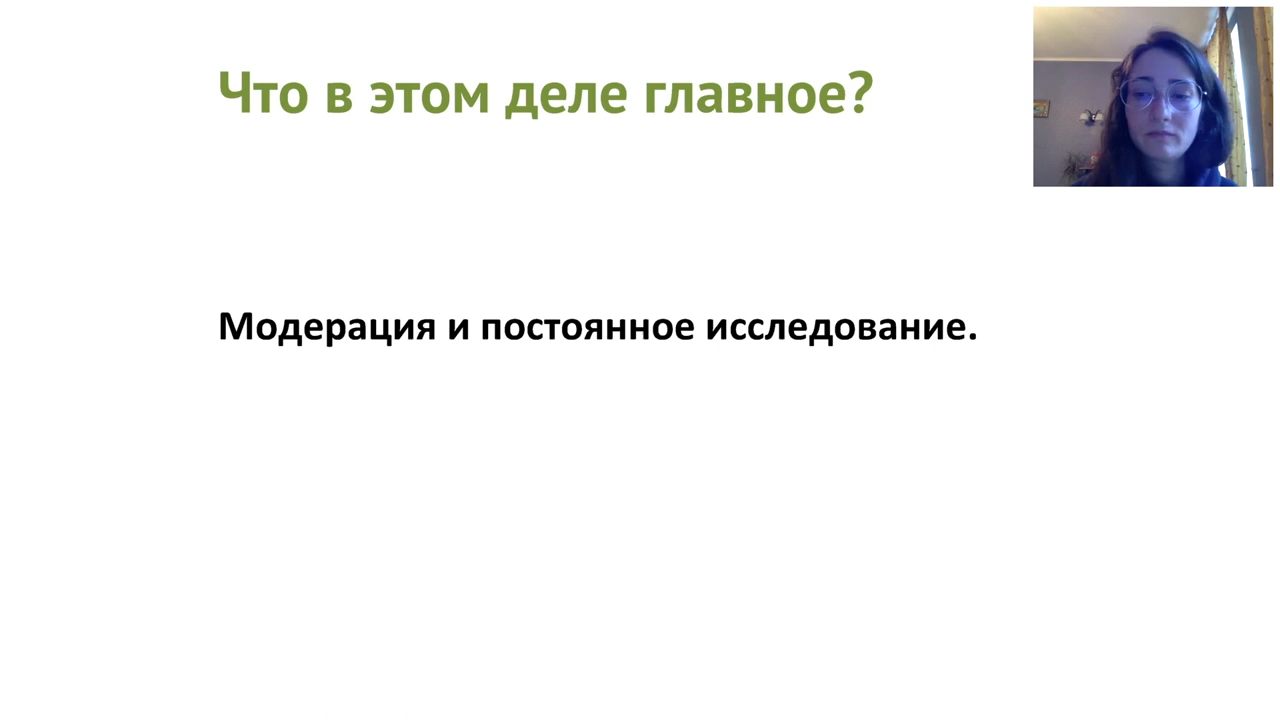 Что в этом деле главное?
Модерация и постоянное исследование.